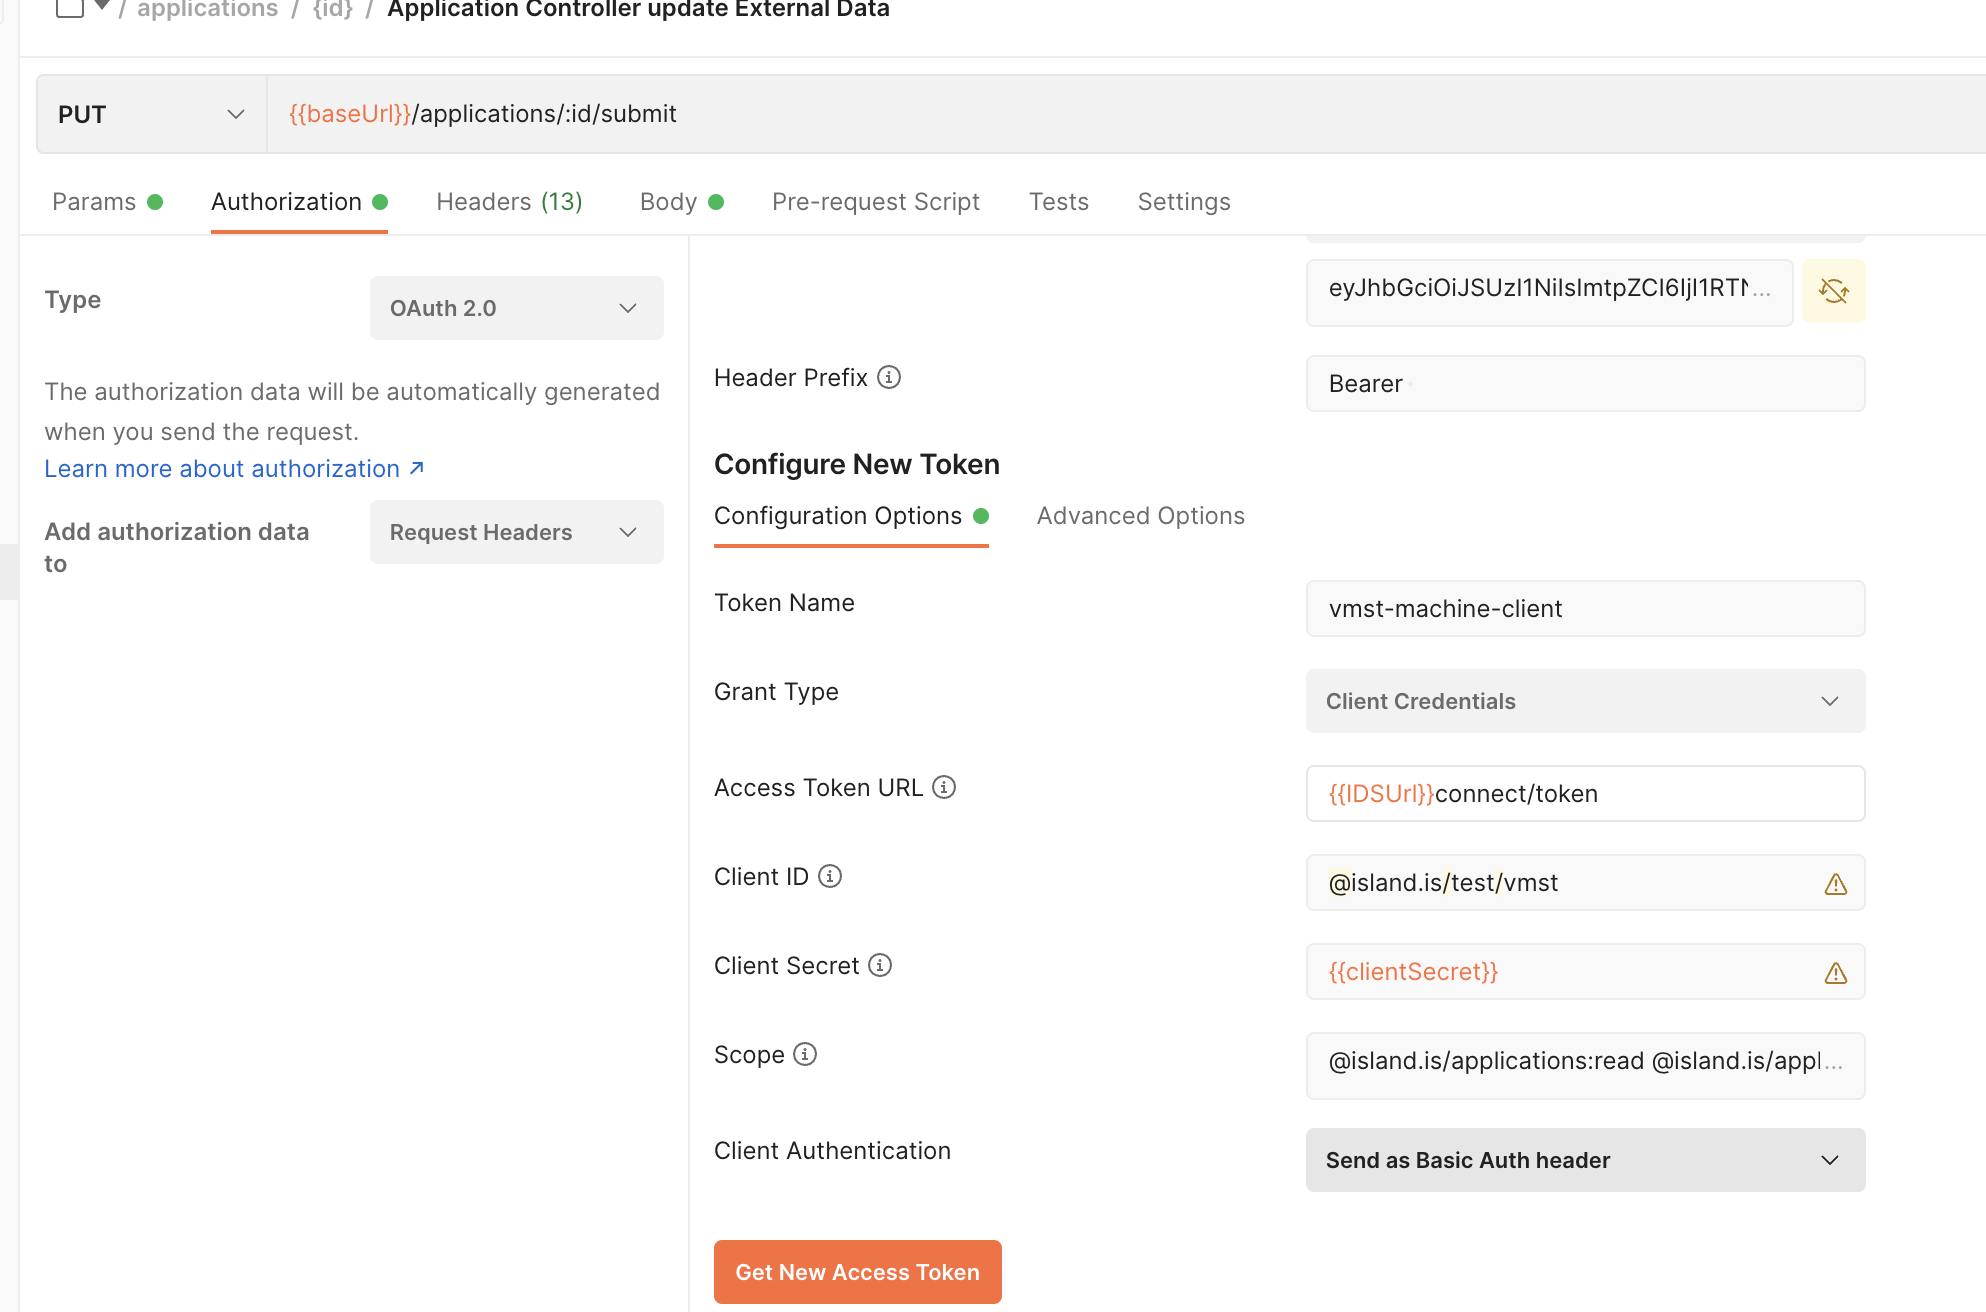 / applications / {id} / Application Controller update External Data
PUT {{baseUrl}}/applications/:id/submit
Params Authorization Headers (13) Body Pre-request Script Tests Settings
Type OAuth 2.0
The authorization data will be automatically generated
when you send the request.
Learn more about authorization ↗
Add authorization data
to
Request Headers
eyJhbGciOiJSUzI1NiIsImtpZCI6IjI1RTN...
Header Prefix Bearer
Configure New Token
Configuration Options Advanced Options
Token Name vmst-machine-client
Grant Type Client Credentials
Access Token URL {{IDSUrl}}connect/token
Client ID @island.is/test/vmst
Client Secret {{clientSecret}}
Scope @island.is/applications:read @island.is/appl...
Client Authentication Send as Basic Auth header
Get New Access Token